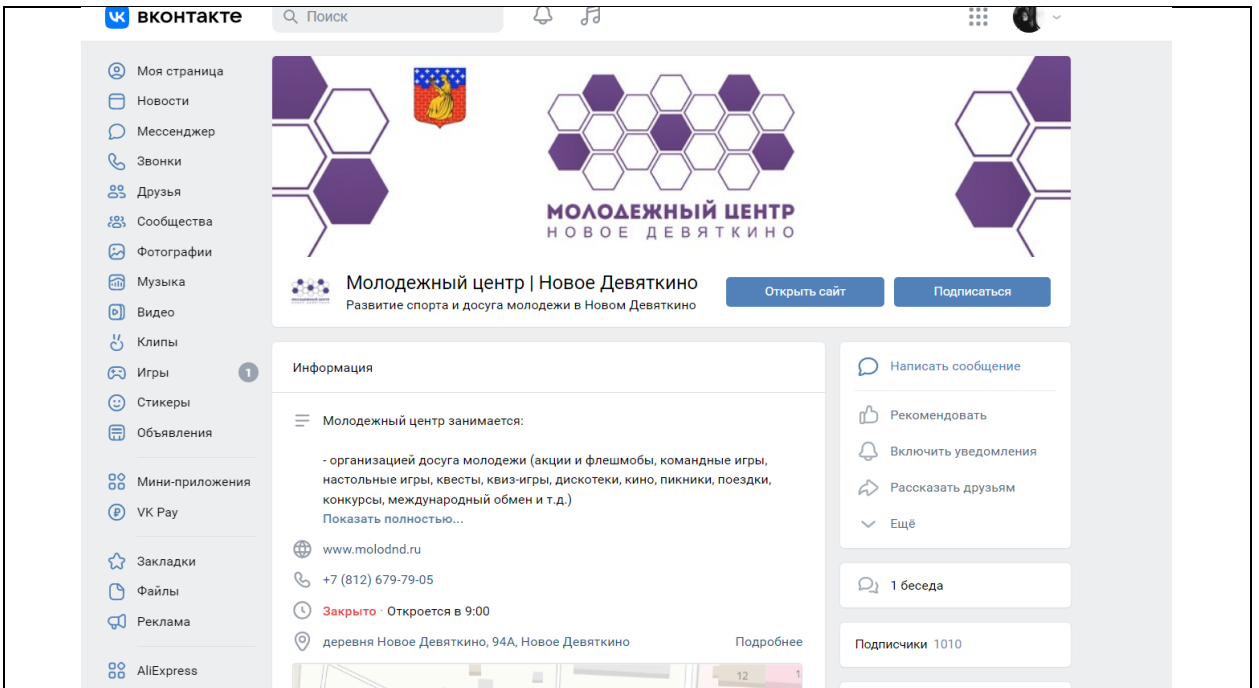 вконтакте
Поиск
Моя страница
Новости
Мессенджер
Звонки
Друзья
Сообщества
Фотографии
Музыка
Видео
Клипы
Игры 1
Стикеры
Объявления
Мини-приложения
VK Pay
Закладки
Файлы
Реклама
AliExpress
МОЛОДЕЖНЫЙ ЦЕНТР
НОВОЕ ДЕВЯТКИНО
Молодежный центр | Новое Девяткино
Развитие спорта и досуга молодежи в Новом Девяткино
Открыть сайт
Подписаться
Информация
Молодежный центр занимается:
- организацией досуга молодежи (акции и флешмобы, командные игры,
настольные игры, квесты, квиз-игры, дискотеки, кино, пикники, поездки,
конкурсы, международный обмен и т.д.)
Показать полностью...
www.molodnd.ru
+7 (812) 679-79-05
Закрыто · Откроется в 9:00
деревня Новое Девяткино, 94А, Новое Девяткино Подробнее
12
1
Написать сообщение
Рекомендовать
Включить уведомления
Рассказать друзьям
Ещё
1 беседа
Подписчики 1010